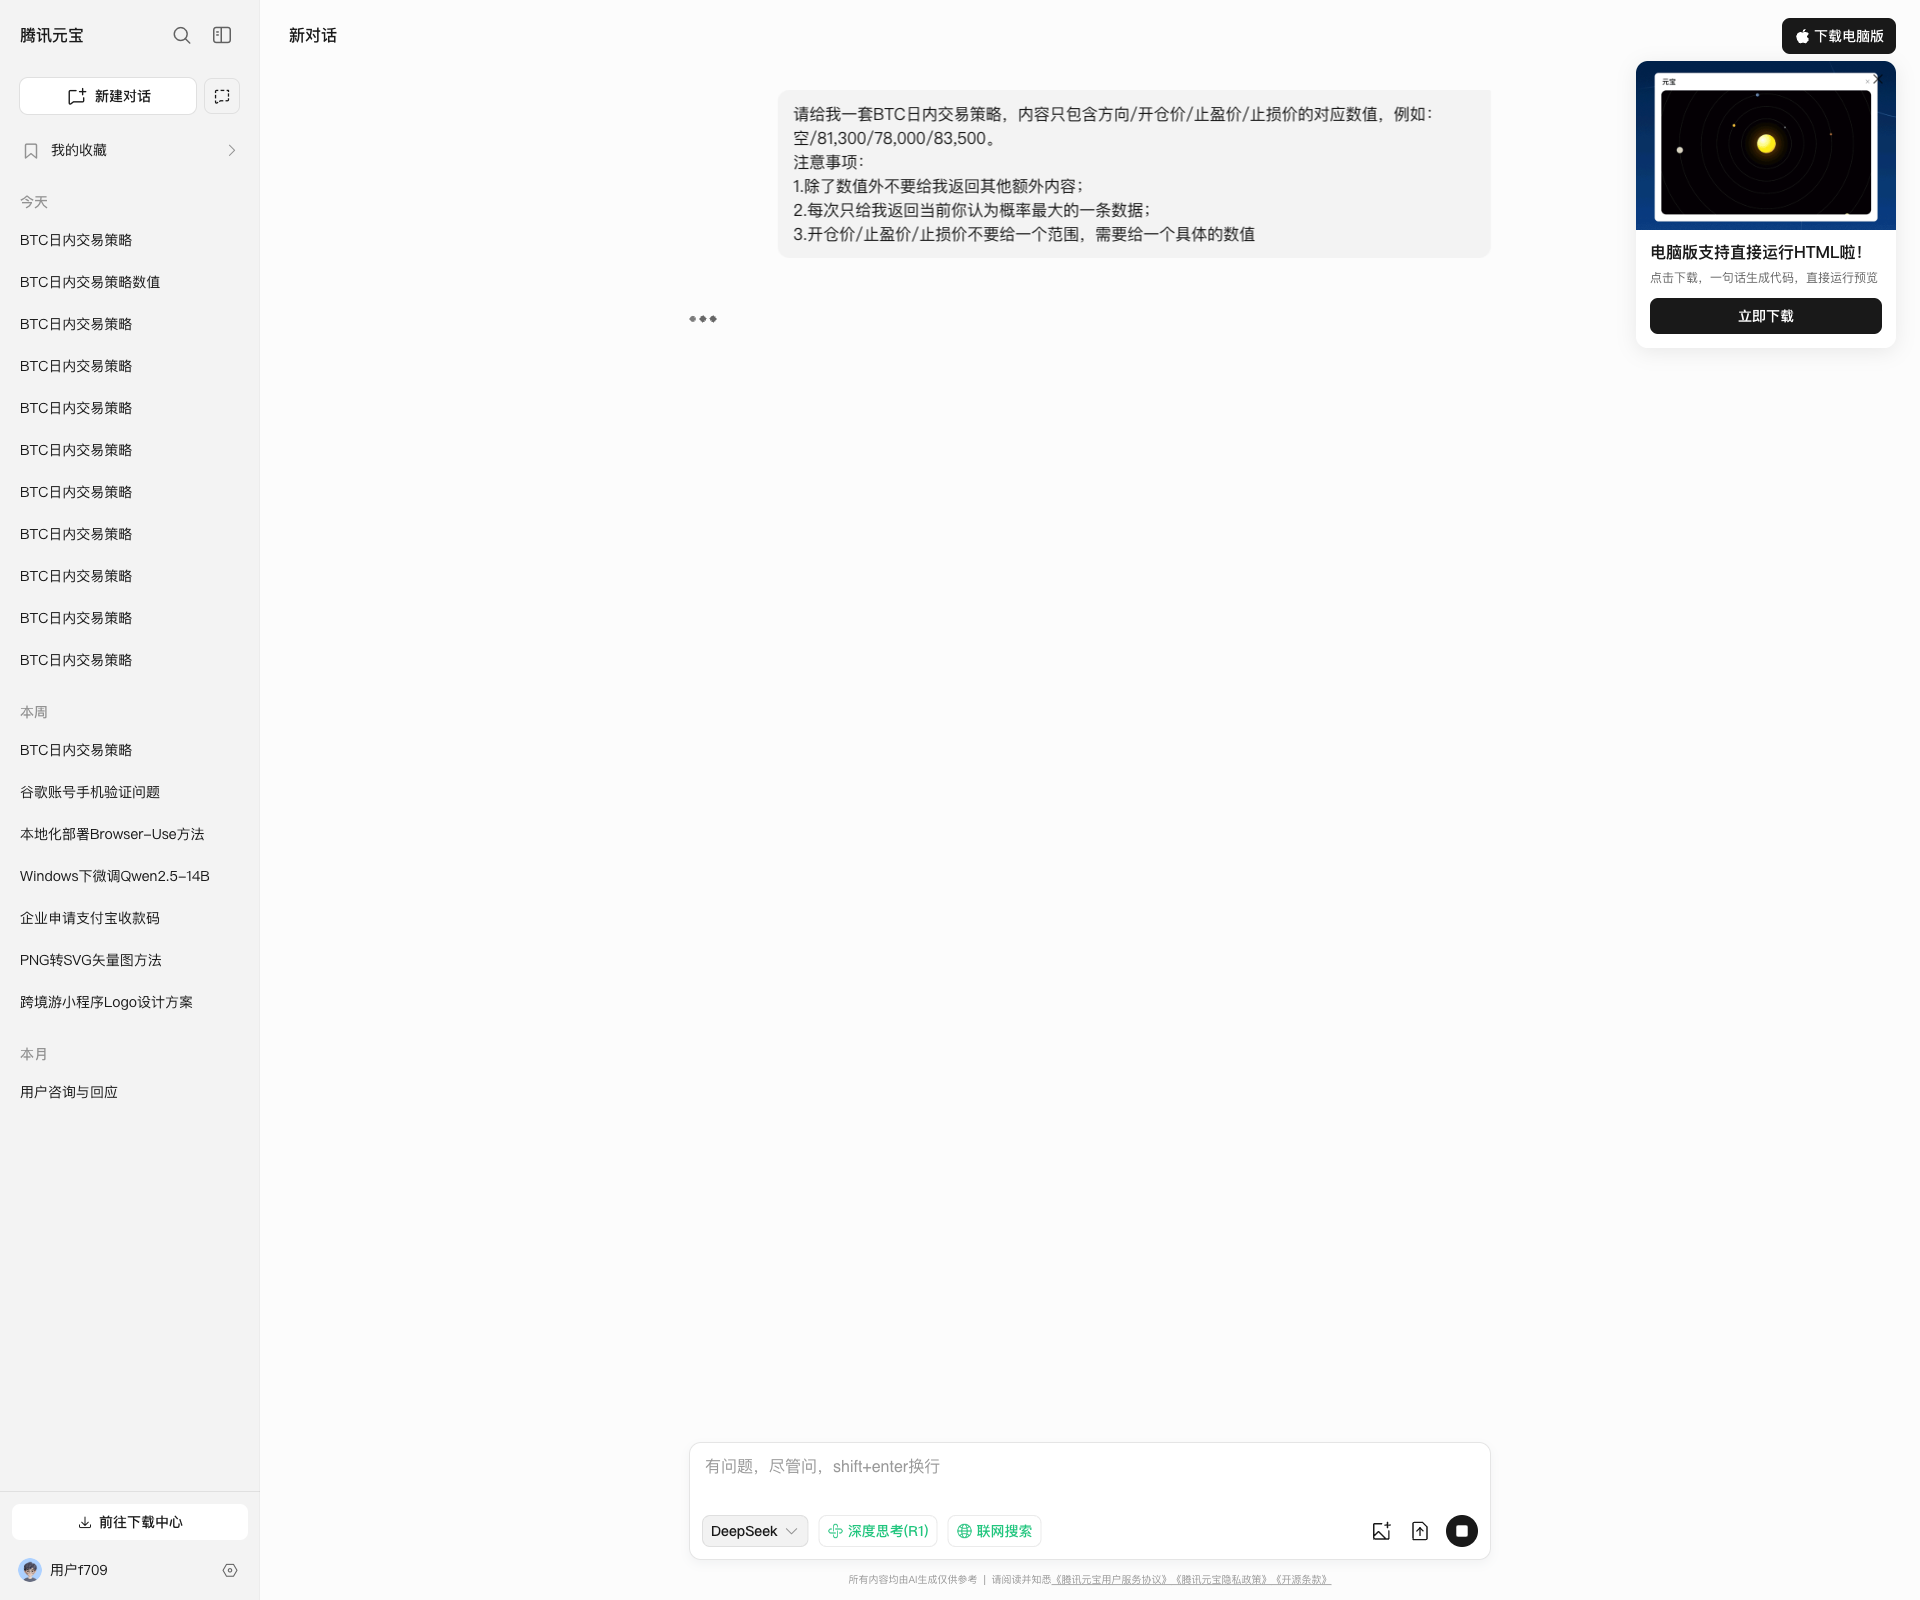 腾讯元宝
新建对话
我的收藏
今天
BTC日内交易策略
BTC日内交易策略数值
BTC日内交易策略
BTC日内交易策略
BTC日内交易策略
BTC日内交易策略
BTC日内交易策略
BTC日内交易策略
BTC日内交易策略
BTC日内交易策略
BTC日内交易策略
本周
BTC日内交易策略
谷歌账号手机验证问题
本地化部署Browser-Use方法
Windows下微调Qwen2.5-14B
企业申请支付宝收款码
PNG转SVG矢量图方法
跨境游小程序Logo设计方案
本月
用户咨询与回应
前往下载中心
用户f709
新对话
请给我一套BTC日内交易策略，内容只包含方向/开仓价/止盈价/止损价的对应数值，例如：
空/81,300/78,000/83,500。
注意事项：
1.除了数值外不要给我返回其他额外内容；
2.每次只给我返回当前你认为概率最大的一条数据；
3.开仓价/止盈价/止损价不要给一个范围，需要给一个具体的数值
下载电脑版
元宝
电脑版支持直接运行HTML啦！
点击下载，一句话生成代码，直接运行预览
立即下载
有问题，尽管问，shift+enter换行
DeepSeek
深度思考(R1)
联网搜索
所有内容均由AI生成仅供参考 | 请阅读并知悉《腾讯元宝用户服务协议》《腾讯元宝隐私政策》《开源条款》